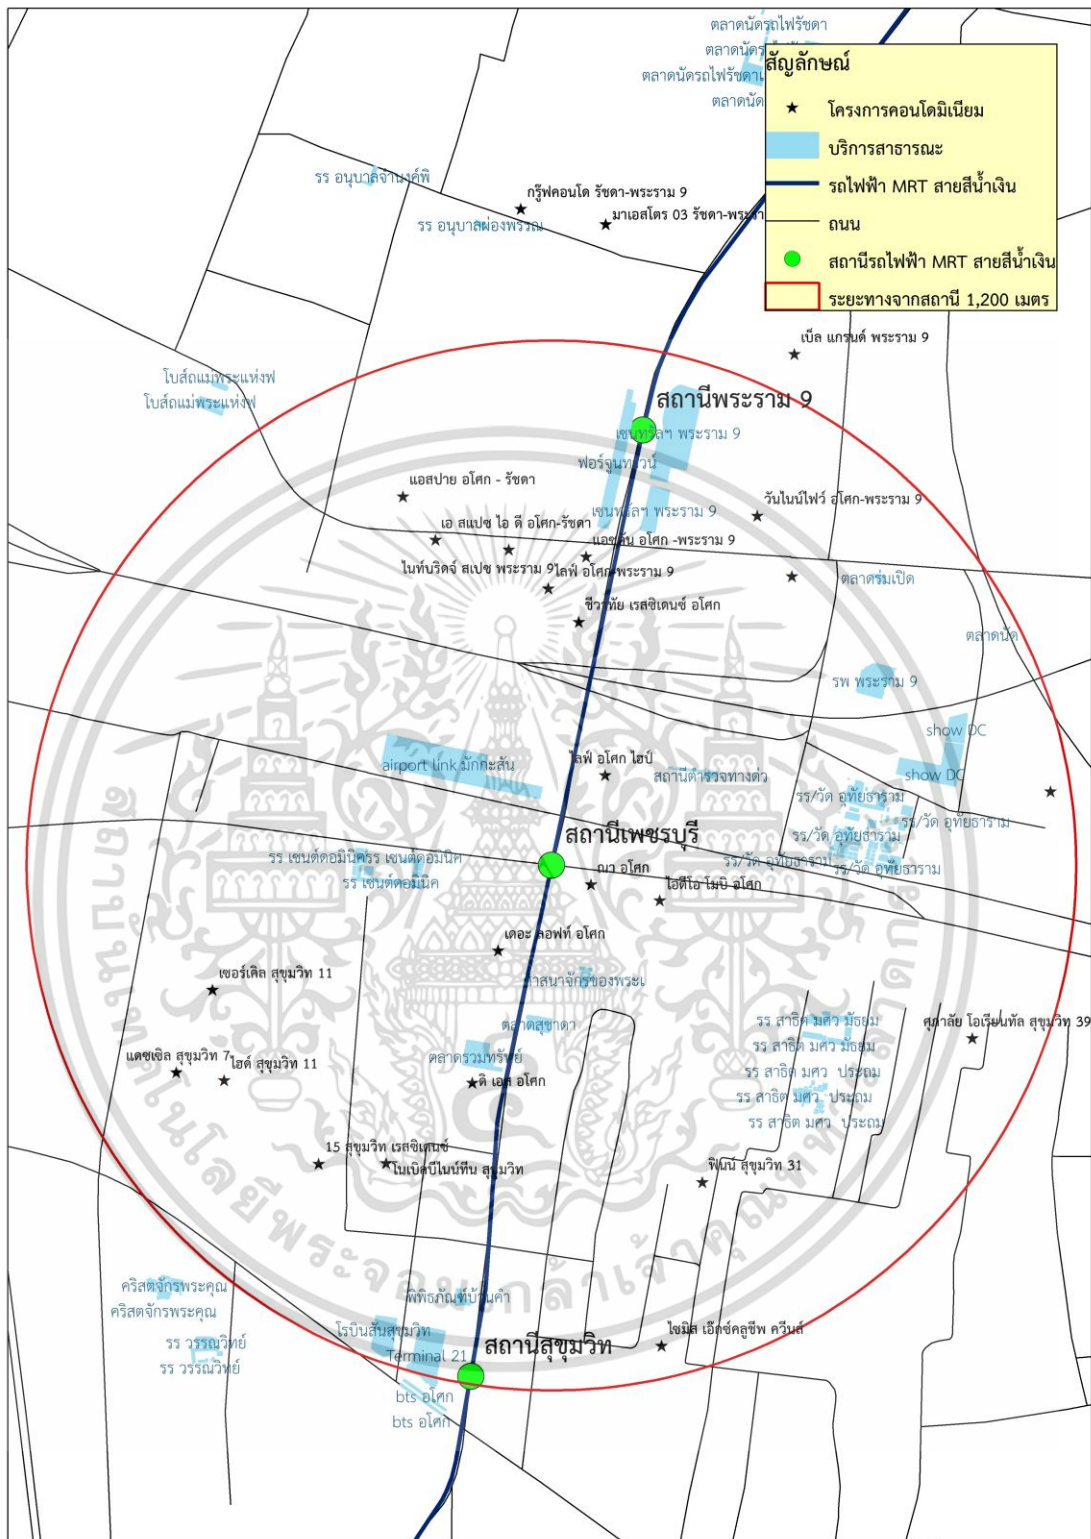 ตลาดนัดรถไฟรัชดา
ตลาดนัดร
ตลาดนัดรถไฟรัชดาเ
ตลาดนัด
สัญลักษณ์
โครงการคอนโดมิเนียม
บริการสาธารณะ
รถไฟฟ้า MRT สายสีน้ำเงิน
ถนน
สถานีรถไฟฟ้า MRT สายสีน้ำเงิน
ระยะทางจากสถานี 1,200 เมตร
รร อนุบาลจำนงค์พิ
กรู๊ฟคอนโด รัชดา-พระราม 9
มาเอสโตร 03 รัชดา-พระรา
รร อนุบาลผ่องพรรณ
เบ็ล แกรนด์ พระราม 9
โบส์ถแม่พระแห่งฟ
โบส์ถแม่พระแห่งฟ
สถานีพระราม 9
เซนทรัลฯ พระราม 9
ฟอร์จูนทาวน์
แอสปาย อโศก - รัชดา
วันไนน์ไฟว์ อโศก-พระราม 9
เซนทรัลฯ พระราม 9
เอ สแปซ ไอ ดี อโศก-รัชดา
แอชตัน อโศก -พระราม 9
ไนท์บริดจ์ สเปซ พระราม 9
ไลฟ์ อโศก-พระราม 9
ตลาดร่มเปิด
ชีวาทัย เรสซิเดนซ์ อโศก
ตลาดนัด
รพ พระราม 9
show DC
ไลฟ์ อโศก ไฮป์
airport link มักกะสัน
สถานีตำรวจทางด่ว
show DC
รร/วัด อุทัยธาราม
รร/วัด อุทัยธาราม
สถานีเพชรบุรี
รร/วัด อุทัยธาราม
รร เซนต์ดอมินิค
รร เซนต์ดอมินิค
รร/วัด อุทัยธาราม
รร/วัด อุทัยธาราม
ณา อโศก
รร เซนต์ดอมินิค
ไอดีโอ โมบิ อโศก
เดอะ ลอฟท์ อโศก
ศาสนาจักรของพระเ
เซอร์เคิล สุขุมวิท 11
ตลาดสุชาดา
รร สาธิต มศว มัธยม
ศุภาลัย โอเรียนทัล สุขุมวิท 39
รร สาธิต มศว มัธยม
แดซเซิล สุขุมวิท 7
ไฮด์ สุขุมวิท 11
ตลาดรวมทรัพย์
รร สาธิต มศว ประถม
ดิ เอส อโศก
รร สาธิต มศว ประถม
รร สาธิต มศว ประถม
15 สุขุมวิท เรสซิเดนซ์
โนเบิลบีไนน์ทีน สุขุมวิท
ฟินน์ สุขุมวิท 31
คริสตจักรพระคุณ
คริสตจักรพระคุณ
พิพิธภัณฑ์บ้านคำ
โรบินสันสุขุมวิท
รร วรรณวิทย์
รร วรรณวิทย์
Terminal 21
สถานีสุขุมวิท
ไซมิส เอ๊กซ์คลูซีพ ควีนส์
bts อโศก
bts อโศก